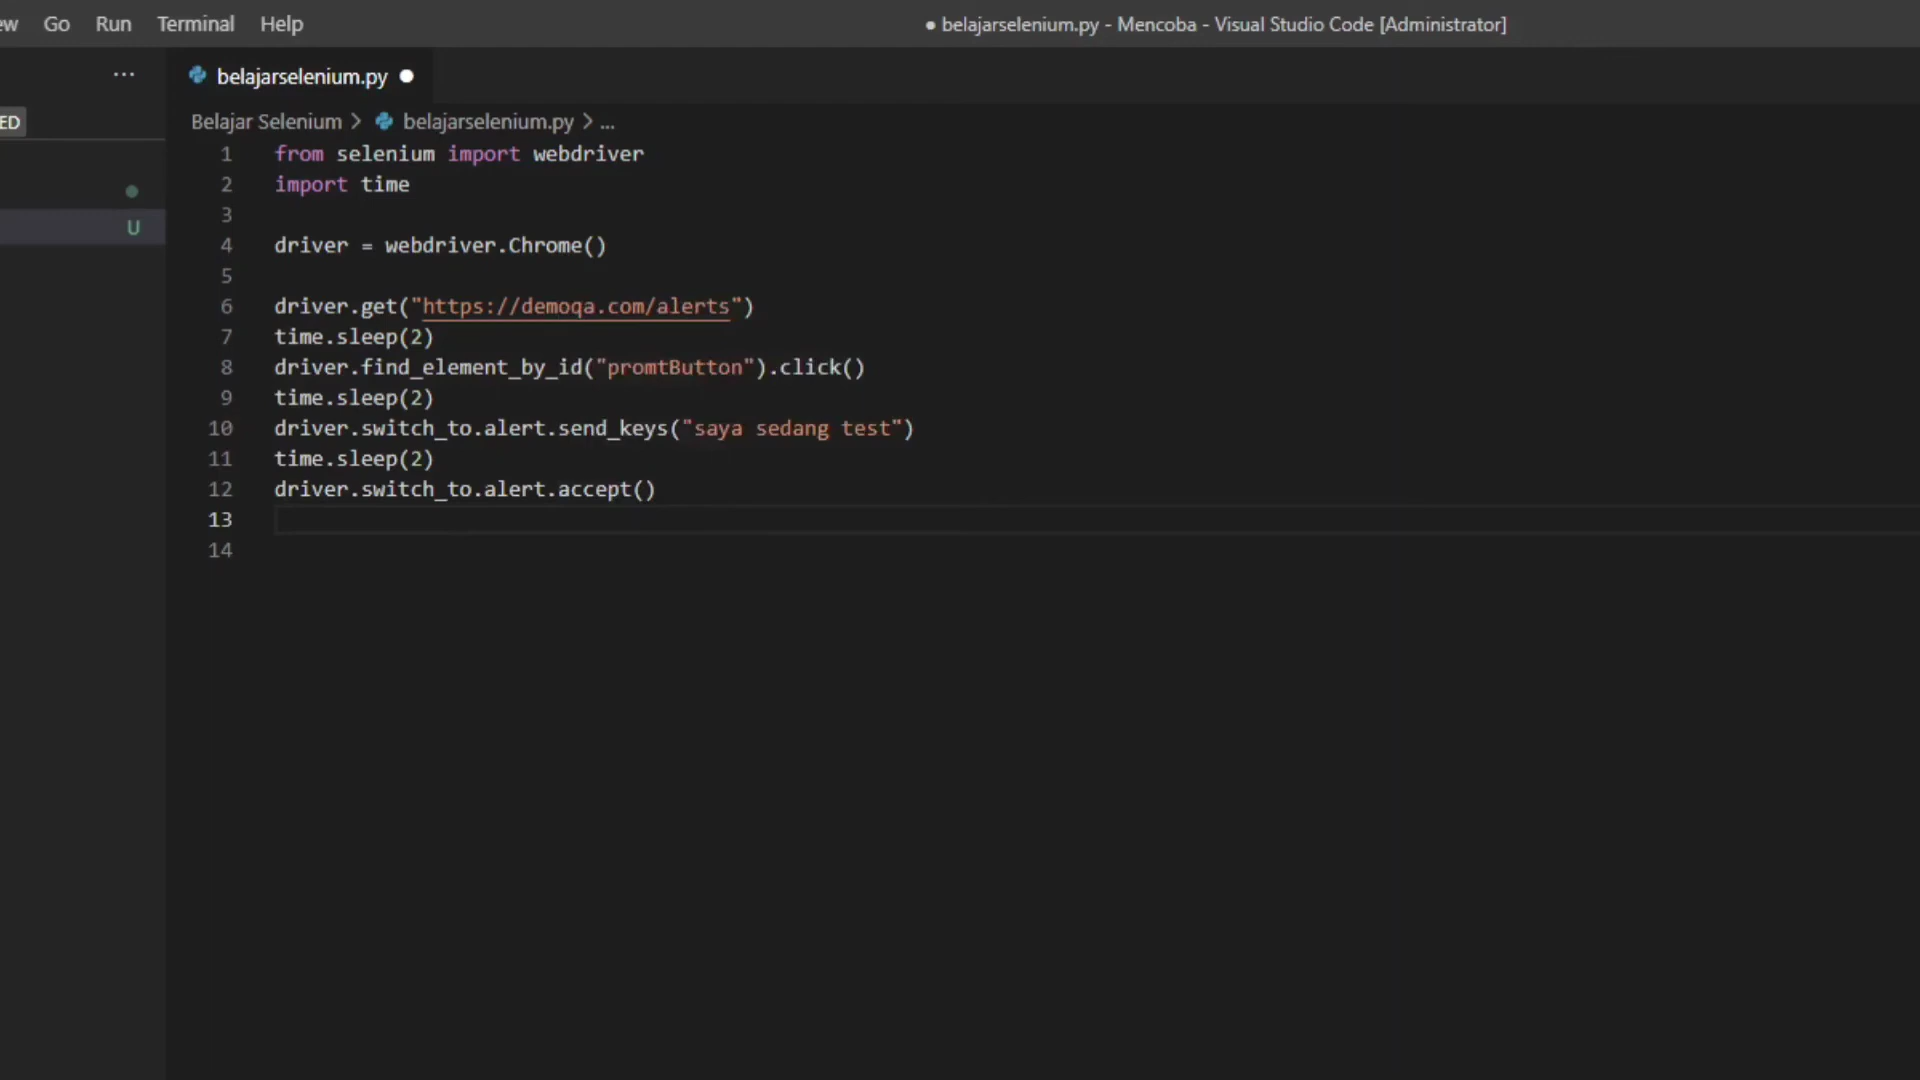 ew Go Run Terminal Help ● belajarselenium.py - Mencoba - Visual Studio Code [Administrator]
... belajarselenium.py ●
ED Belajar Selenium > belajarselenium.py > ...
1 from selenium import webdriver
2 import time
3
4 driver = webdriver.Chrome()
5
6 driver.get("https://demoqa.com/alerts")
7 time.sleep(2)
8 driver.find_element_by_id("promtButton").click()
9 time.sleep(2)
10 driver.switch_to.alert.send_keys("saya sedang test")
11 time.sleep(2)
12 driver.switch_to.alert.accept()
13
14
U